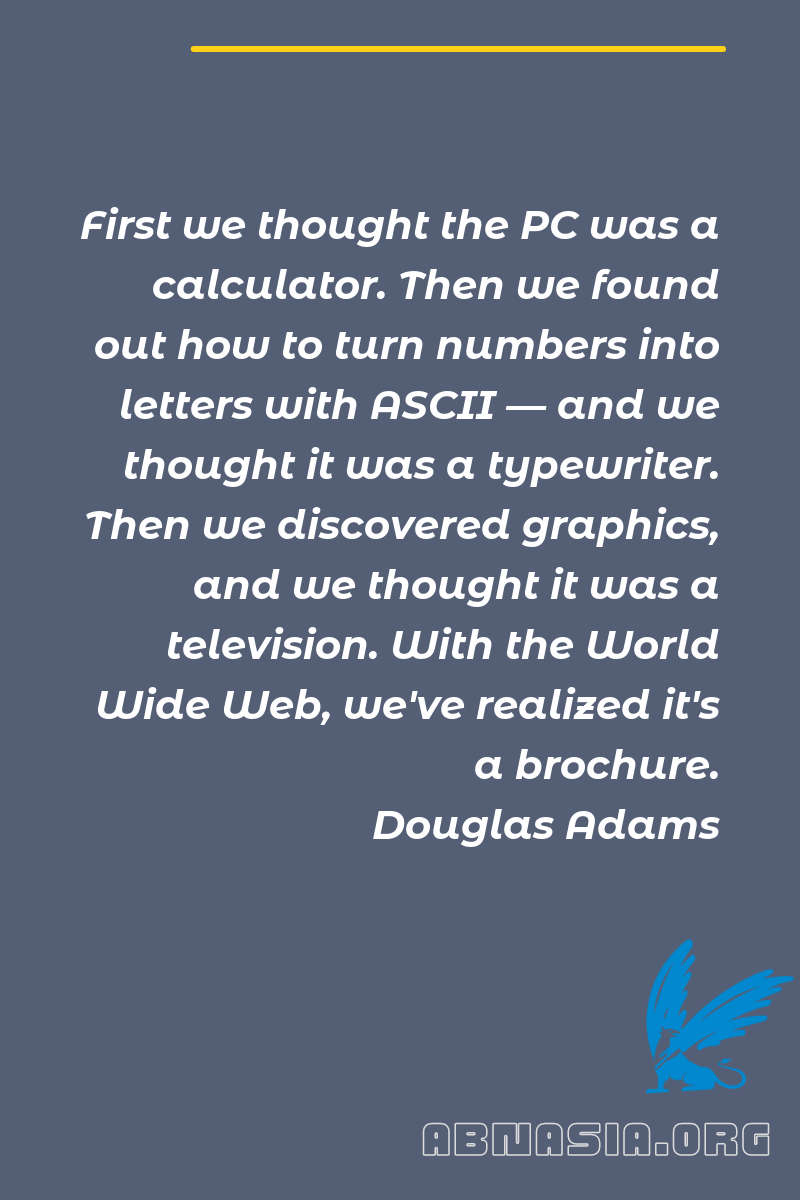 First we thought the PC was a
calculator. Then we found
out how to turn numbers into
letters with ASCII — and we
thought it was a typewriter.
Then we discovered graphics,
and we thought it was a
television. With the World
Wide Web, we've realized it's
a brochure.
Douglas Adams
ABNASIA.ORG